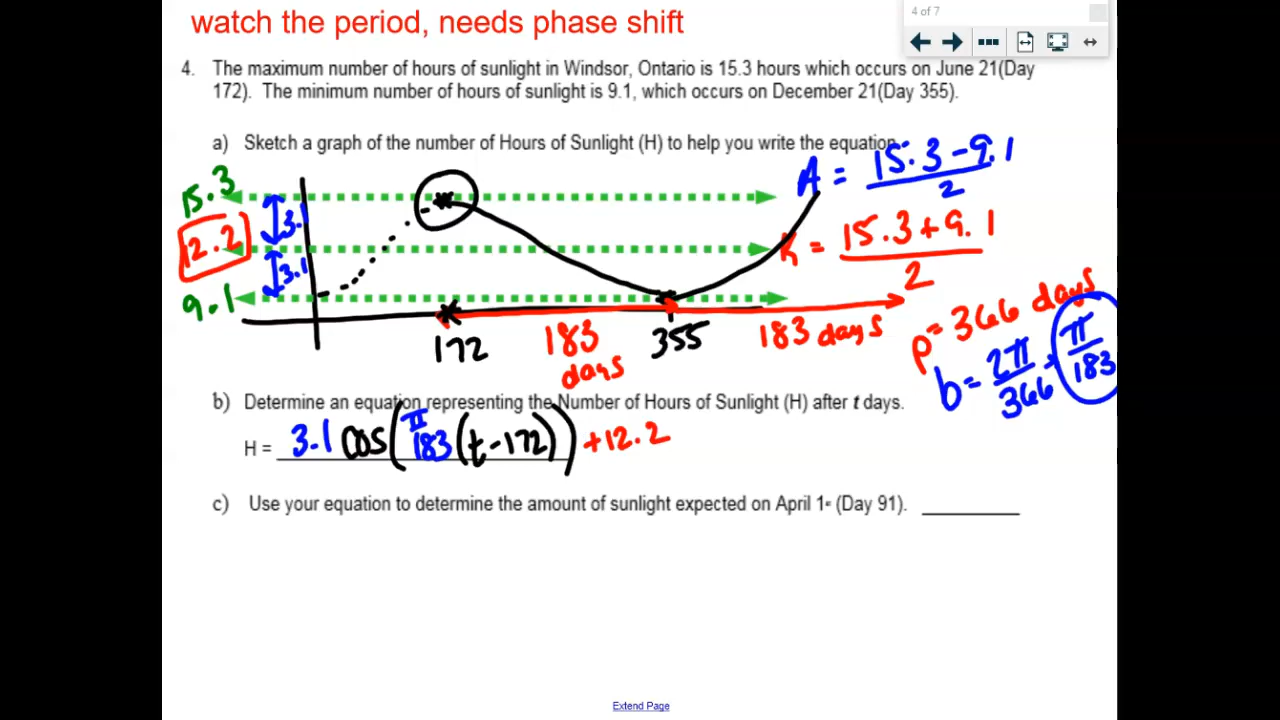 watch the period, needs phase shift
4 of 7
4. The maximum number of hours of sunlight in Windsor, Ontario is 15.3 hours which occurs on June 21(Day
172). The minimum number of hours of sunlight is 9.1, which occurs on December 21(Day 355).
a) Sketch a graph of the number of Hours of Sunlight (H) to help you write the equation.
A = 15.3 - 9.1
2
15.3
3.1
12.2
K = 15.3 + 9.1
2
3.1
9.1
172
183
days
355
183 days
p = 366 days
b = 2π/366 = π/183
b) Determine an equation representing the Number of Hours of Sunlight (H) after t days.
H = 3.1 cos(π/183 (t - 172)) + 12.2
c) Use your equation to determine the amount of sunlight expected on April 1st (Day 91). __________
Extend Page